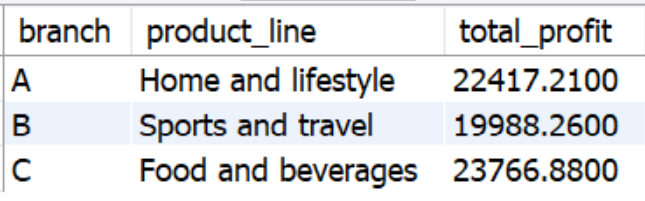 branch product_line total_profit
A Home and lifestyle 22417.2100
B Sports and travel 19988.2600
C Food and beverages 23766.8800